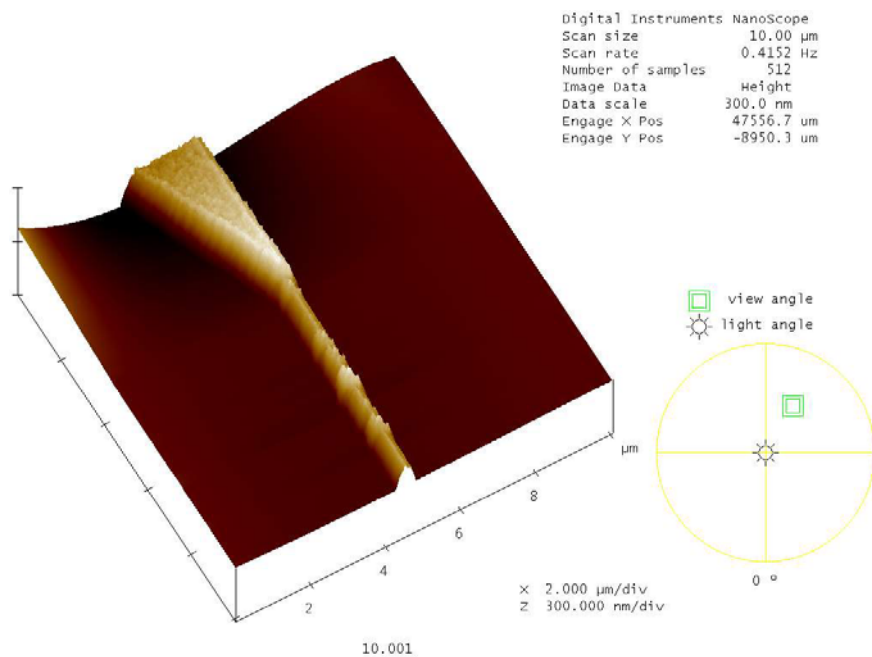 Digital Instruments NanoScope
Scan size 10.00 µm
Scan rate 0.4152 Hz
Number of samples 512
Image Data Height
Data scale 300.0 nm
Engage X Pos 47556.7 um
Engage Y Pos -8950.3 um
view angle
light angle
µm
8
6
4
2
0 º
X 2.000 µm/div
Z 300.000 nm/div
10.001